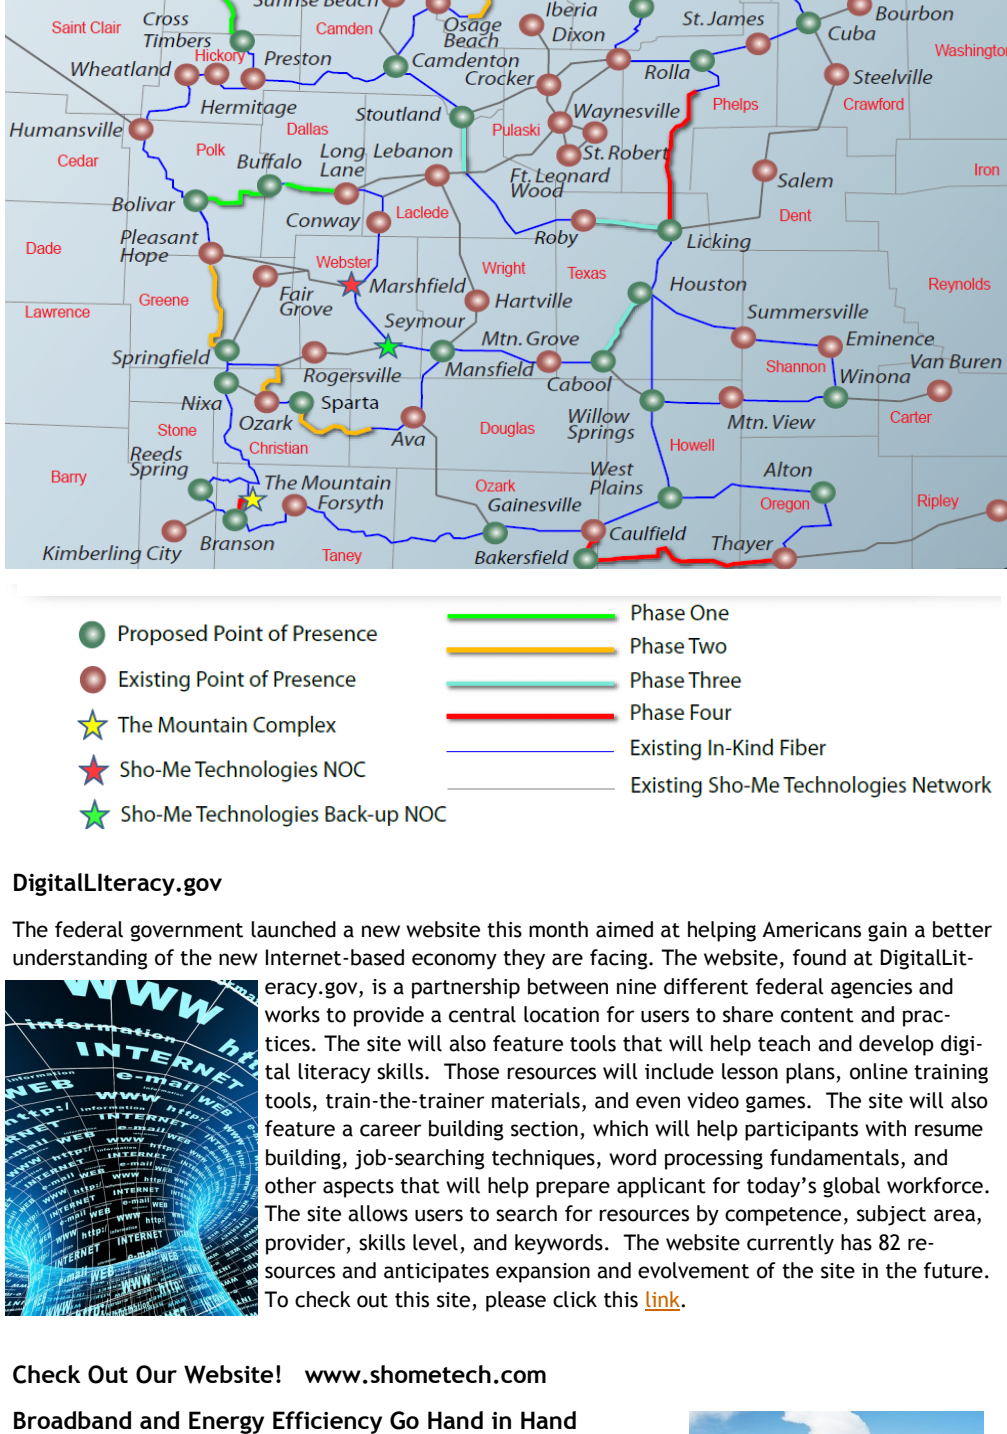 Sunrise Beach
Iberia
Bourbon
Cross
Timbers
Saint Clair
Camden
Osage
Beach
Dixon
St. James
Cuba
Washington
Hickory
Preston
Camdenton
Wheatland
Crocker
Rolla
Steelville
Hermitage
Stoutland
Waynesville
Phelps
Crawford
Humansville
Dallas
Pulaski
Cedar
Polk
Buffalo
Long
Lane
Lebanon
St. Robert
Ft. Leonard
Wood
Salem
Iron
Bolivar
Conway
Laclede
Dent
Pleasant
Hope
Roby
Licking
Dade
Webster
Wright
Texas
Marshfield
Houston
Reynolds
Greene
Fair
Grove
Hartville
Lawrence
Seymour
Summersville
Mtn. Grove
Eminence
Springfield
Rogersville
Mansfield
Cabool
Shannon
Van Buren
Winona
Nixa
Ozark
Sparta
Willow
Springs
Mtn. View
Carter
Stone
Christian
Ava
Douglas
Howell
Reeds
Spring
Barry
The Mountain
Forsyth
Ozark
West
Plains
Alton
Gainesville
Oregon
Ripley
Kimberling City
Branson
Taney
Bakersfield
Caulfield
Thayer
Proposed Point of Presence
Existing Point of Presence
The Mountain Complex
Sho-Me Technologies NOC
Sho-Me Technologies Back-up NOC
Phase One
Phase Two
Phase Three
Phase Four
Existing In-Kind Fiber
Existing Sho-Me Technologies Network
DigitalLIteracy.gov
The federal government launched a new website this month aimed at helping Americans gain a better
understanding of the new Internet-based economy they are facing. The website, found at DigitalLit-
eracy.gov, is a partnership between nine different federal agencies and
works to provide a central location for users to share content and prac-
tices. The site will also feature tools that will help teach and develop digi-
tal literacy skills.  Those resources will include lesson plans, online training
tools, train-the-trainer materials, and even video games.  The site will also
feature a career building section, which will help participants with resume
building, job-searching techniques, word processing fundamentals, and
other aspects that will help prepare applicant for today’s global workforce.
The site allows users to search for resources by competence, subject area,
provider, skills level, and keywords.  The website currently has 82 re-
sources and anticipates expansion and evolvement of the site in the future.
To check out this site, please click this link.
WWW
information
INTERNET
http
WEB
e-mail
www
http:/
information
INTERNET
WEB
Check Out Our Website!   www.shometech.com
Broadband and Energy Efficiency Go Hand in Hand